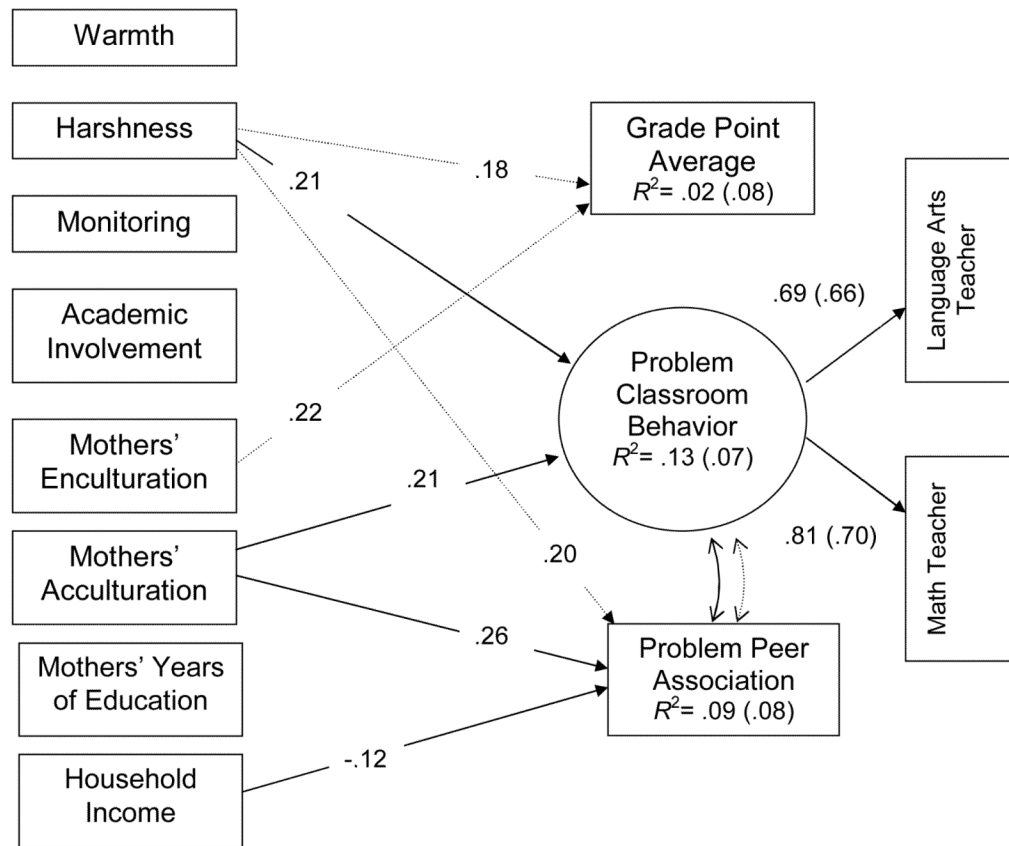 Warmth
Harshness
Monitoring
Academic
Involvement
Mothers'
Enculturation
Mothers'
Acculturation
Mothers' Years
of Education
Household
Income
.18
.21
.22
.21
.20
.26
-.12
Grade Point
Average
R²= .02 (.08)
Problem
Classroom
Behavior
R²= .13 (.07)
Problem Peer
Association
R²= .09 (.08)
.69 (.66)
.81 (.70)
Language Arts
Teacher
Math Teacher